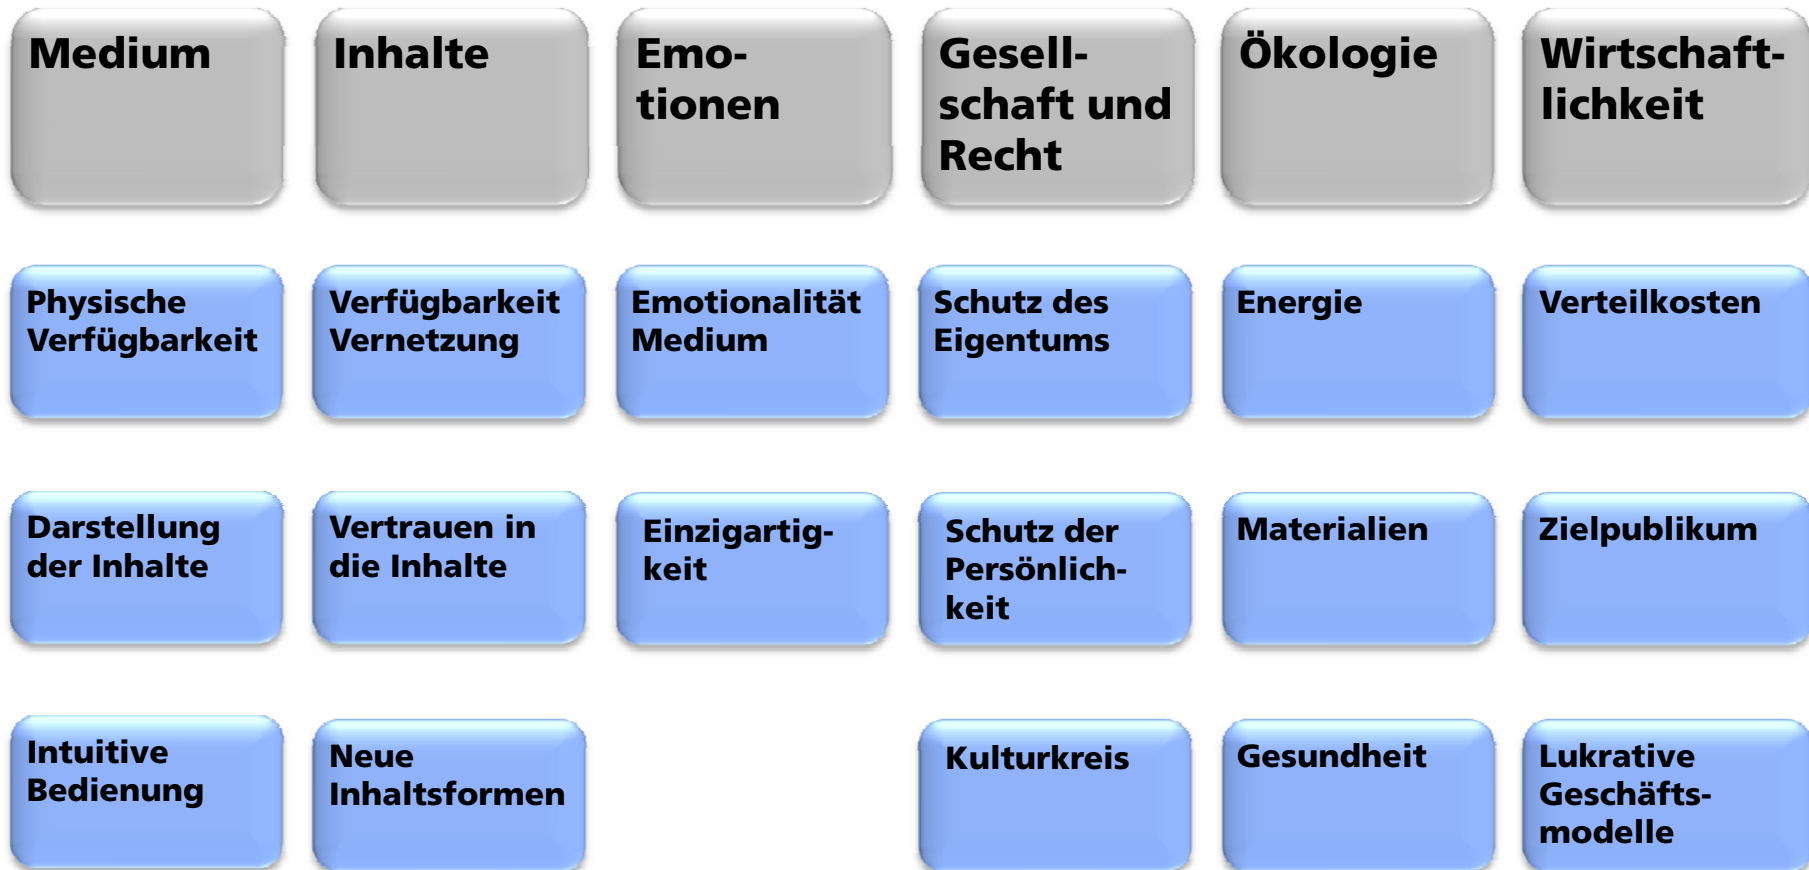 Medium
Inhalte
Emo-
tionen
Gesell-
schaft und
Recht
Ökologie
Wirtschaft-
lichkeit
Physische
Verfügbarkeit
Verfügbarkeit
Vernetzung
Emotionalität
Medium
Schutz des
Eigentums
Energie
Verteilkosten
Darstellung
der Inhalte
Vertrauen in
die Inhalte
Einzigartig-
keit
Schutz der
Persönlich-
keit
Materialien
Zielpublikum
Intuitive
Bedienung
Neue
Inhaltsformen
Kulturkreis
Gesundheit
Lukrative
Geschäfts-
modelle